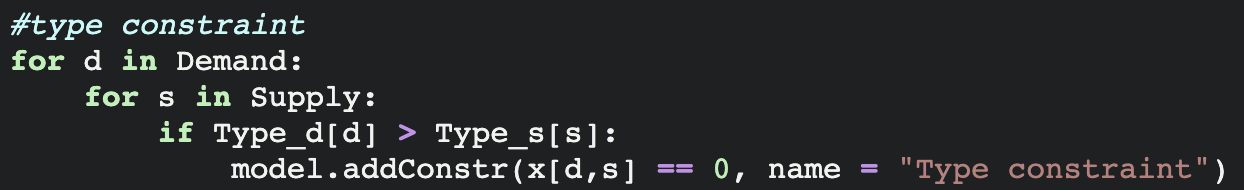 #type constraint
for d in Demand:
    for s in Supply:
        if Type_d[d] > Type_s[s]:
            model.addConstr(x[d,s] == 0, name = "Type constraint")